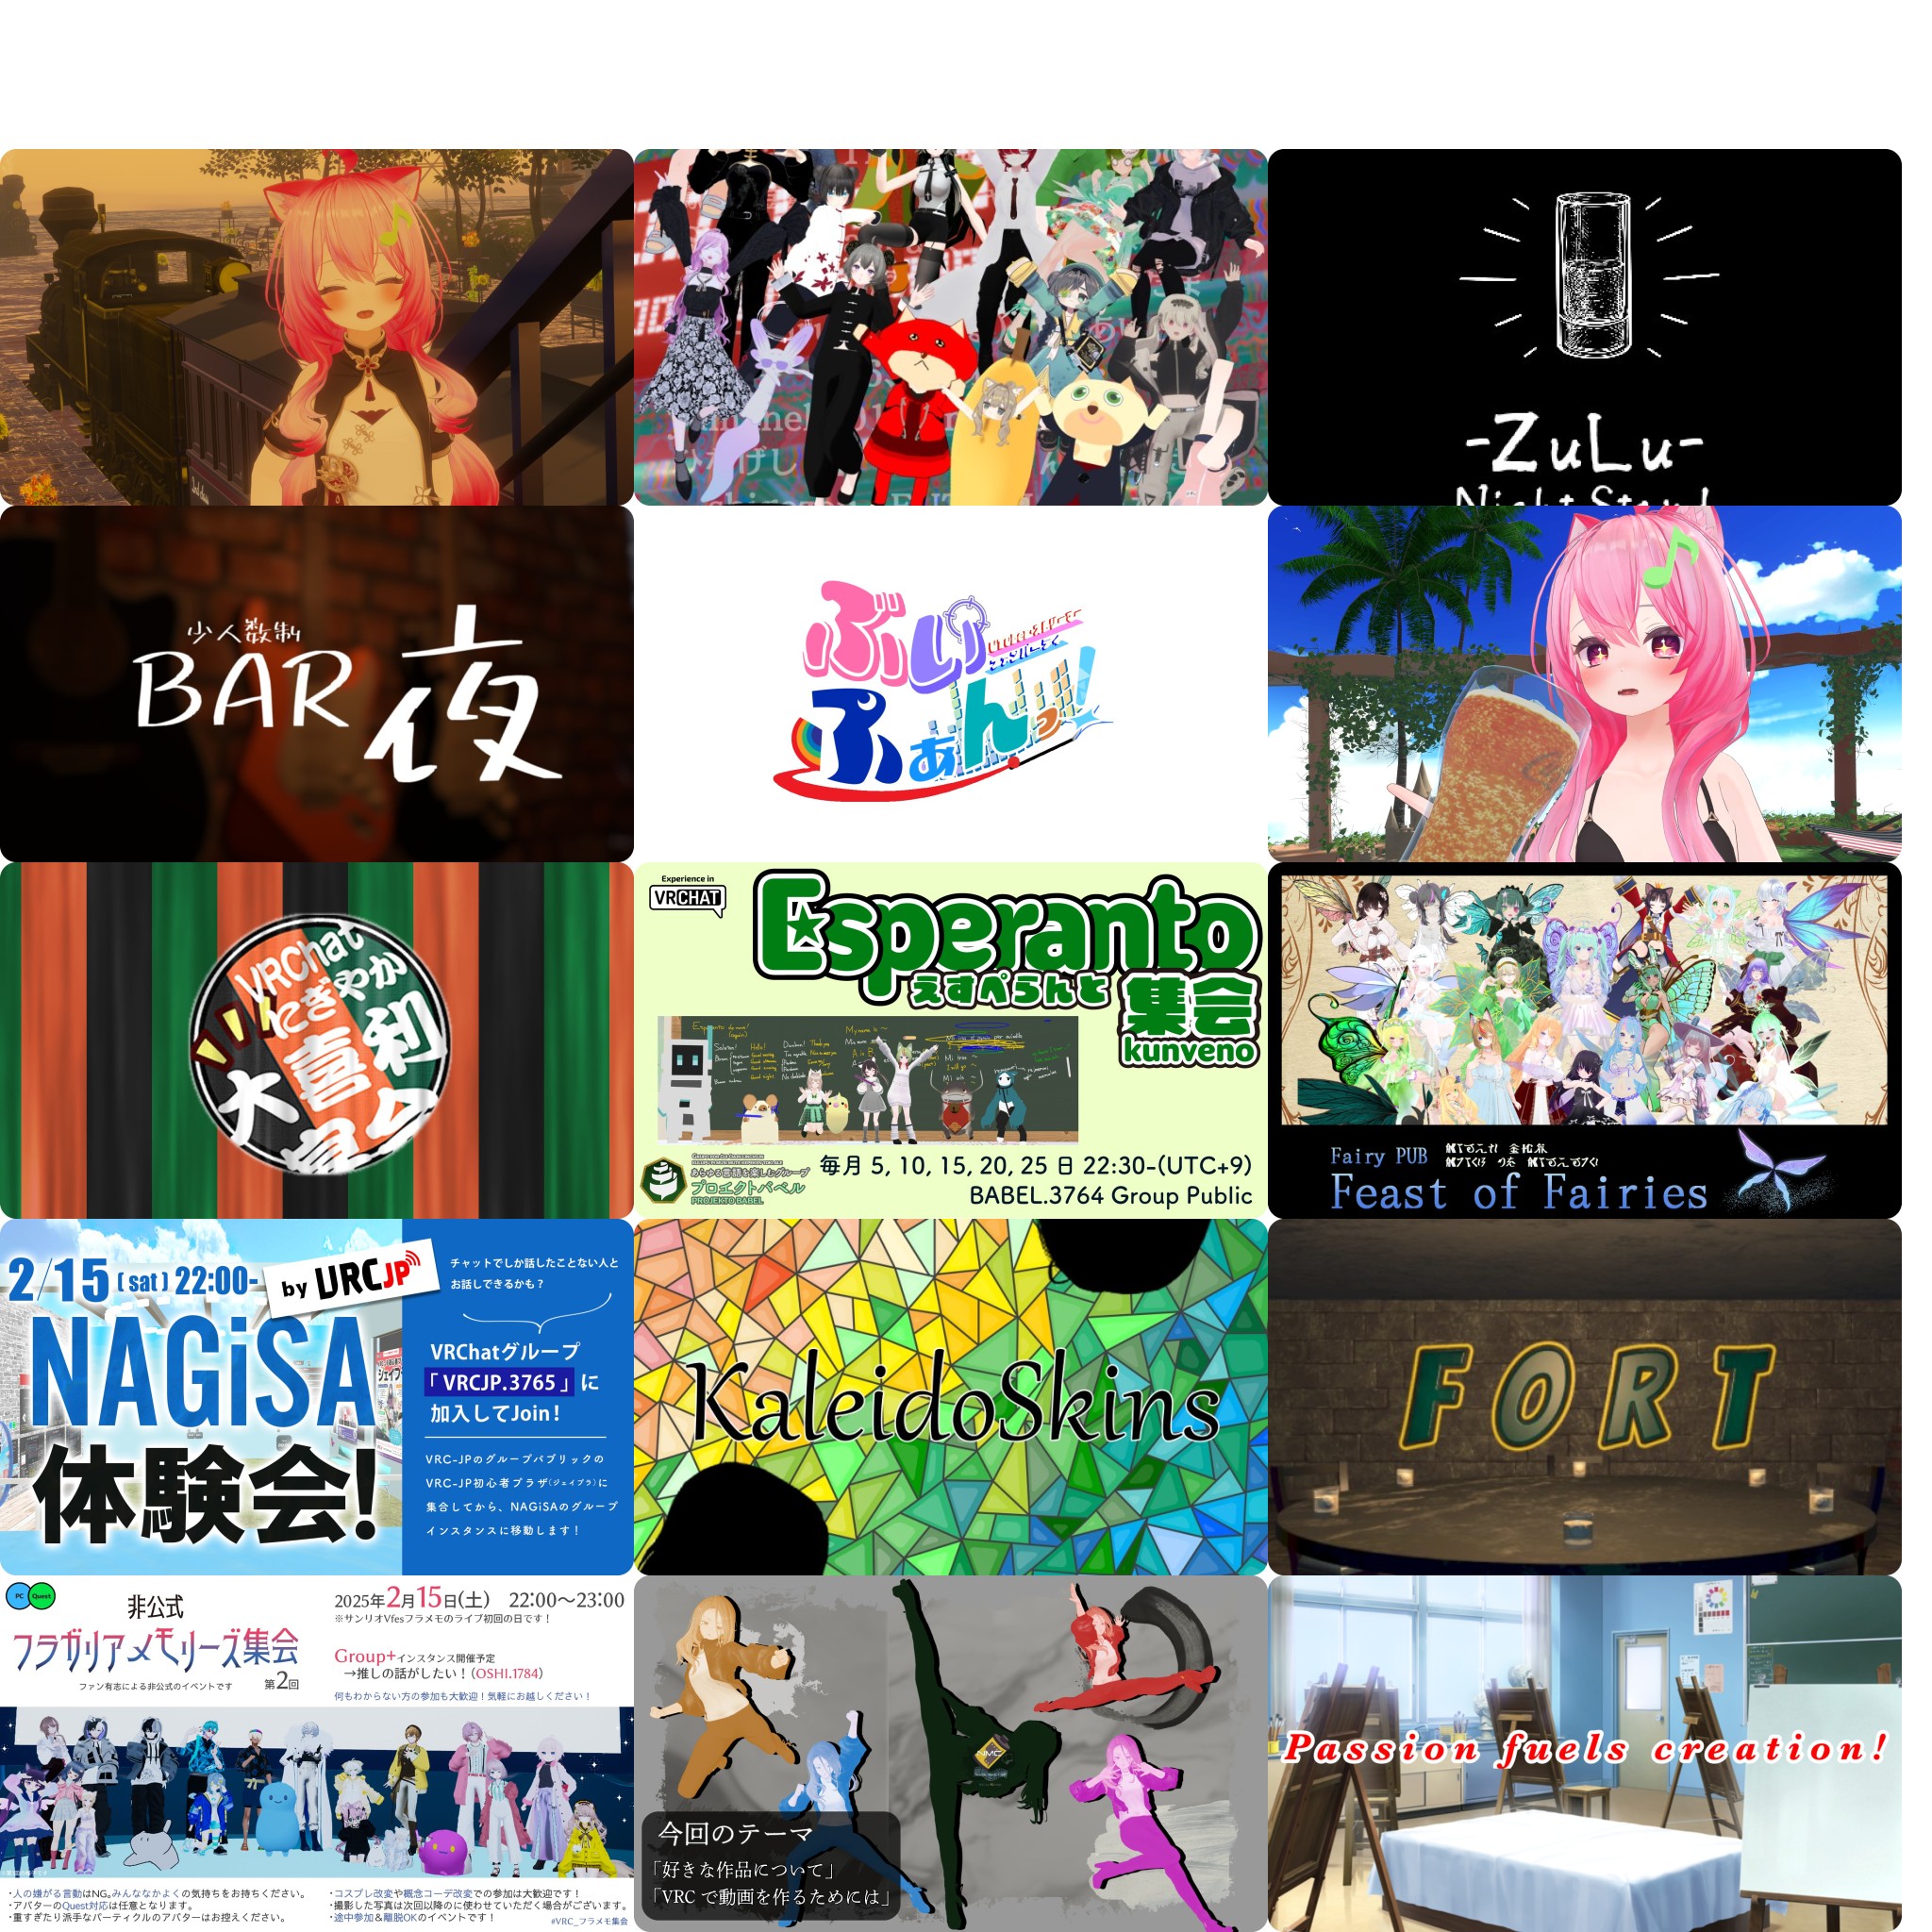 -ZuLu-
少人数制
BAR 夜
ぶいふぁんっ!
VRChat
にぎやか
大喜利
Experience in
VRCHAT
Esperanto
えすぺらんと 集会
kunveno
あらゆる言語を楽しむグループ
プロエクトバベル
PROJEKTO BABEL
毎月 5, 10, 15, 20, 25 日 22:30-(UTC+9)
BABEL.3764 Group Public
Fairy PUB
Feast of Fairies
2/15 (sat) 22:00- by VRCJP
NAGiSA
体験会!
チャットでしか話したことない人と
お話しできるかも?
VRChatグループ
「VRCJP.3765」に
加入してJoin!
VRC-JPのグループパブリックの
VRC-JP初心者プラザ(ジェイプラ)に
集合してから、NAGiSAのグループ
インスタンスに移動します!
KaleidoSkins
FORT
PC Quest
非公式
フラガリアメモリーズ集会
ファン有志による非公式のイベントです 第2回
2025年2月15日(土) 22:00〜23:00
※サンリオVfesフラメモのライブ初回の日です!
Group+インスタンス開催予定
→推しの話がしたい!(OSHI.1784)
何もわからない方の参加も大歓迎!気軽にお越しください!
・人の嫌がる言動はNG。みんななかよくの気持ちをお持ちください。
・アバターのQuest対応は任意となります。
・重すぎたり派手なパーティクルのアバターはお控えください。
・コスプレ改変や概念コーデ改変での参加は大歓迎です!
・撮影した写真は次回以降のに使わせていただく場合がございます。
・途中参加&離脱OKのイベントです!
#VRC_フラメモ集会
NMC
今回のテーマ
「好きな作品について」
「VRC で動画を作るためには」
Passion fuels creation!